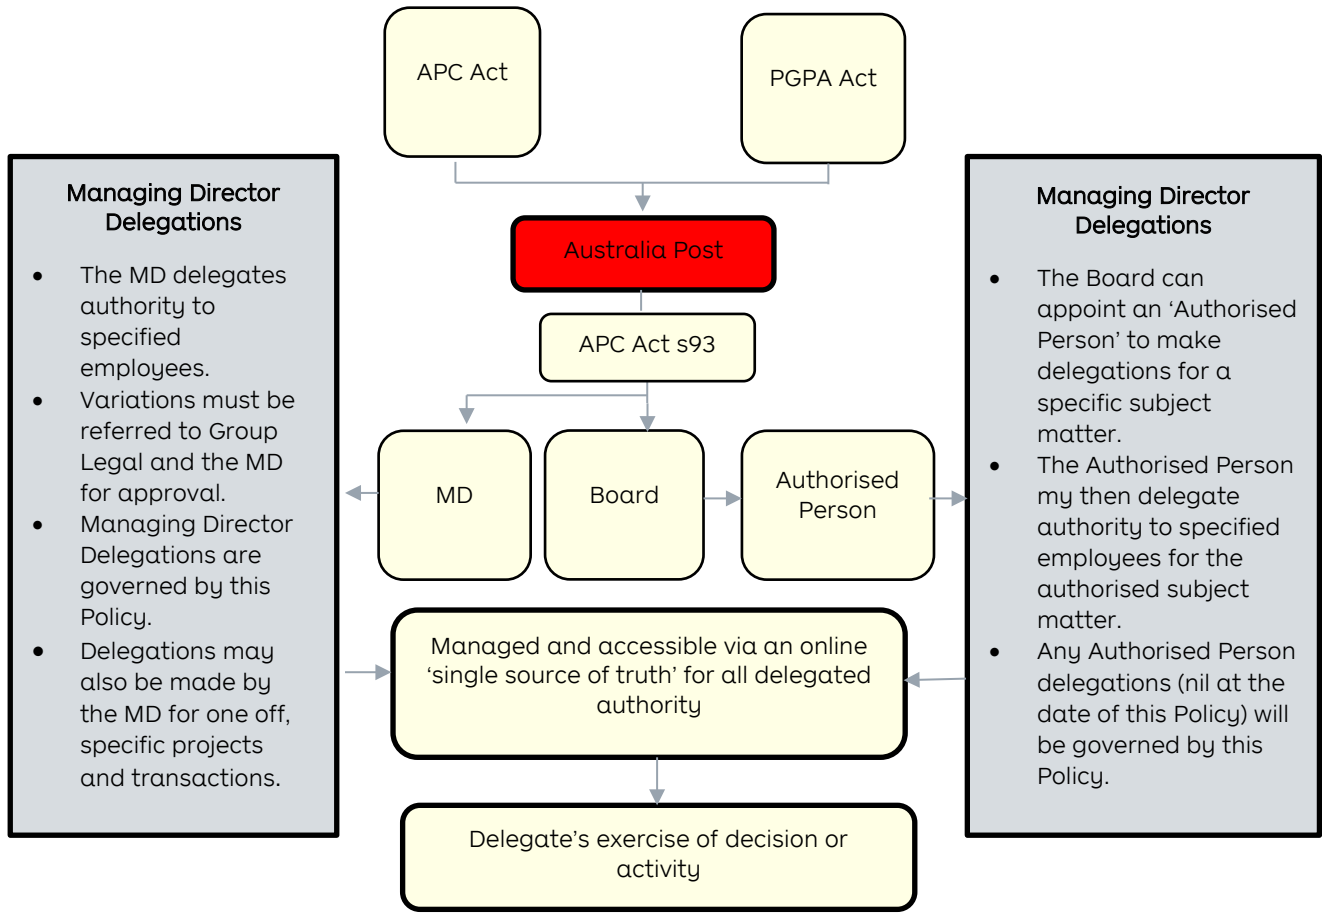 APC Act
PGPA Act
Managing Director
Delegations
• The MD delegates
authority to
specified
employees.
• Variations must be
referred to Group
Legal and the MD
for approval.
• Managing Director
Delegations are
governed by this
Policy.
• Delegations may
also be made by
the MD for one off,
specific projects
and transactions.
Australia Post
APC Act s93
MD
Board
Authorised
Person
Managed and accessible via an online
‘single source of truth’ for all delegated
authority
Delegate’s exercise of decision or
activity
Managing Director
Delegations
• The Board can
appoint an ‘Authorised
Person’ to make
delegations for a
specific subject
matter.
• The Authorised Person
my then delegate
authority to specified
employees for the
authorised subject
matter.
• Any Authorised Person
delegations (nil at the
date of this Policy) will
be governed by this
Policy.